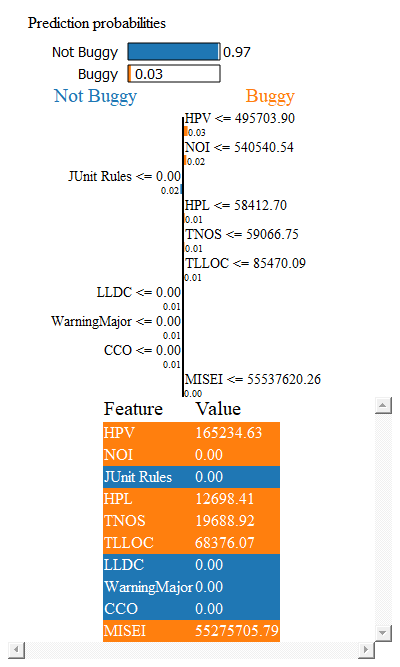 Prediction probabilities
Not Buggy 0.97
Buggy 0.03
Not Buggy Buggy
HPV <= 495703.90
0.03
NOI <= 540540.54
0.02
JUnit Rules <= 0.00
0.02
HPL <= 58412.70
0.01
TNOS <= 59066.75
0.01
TLLOC <= 85470.09
0.01
LLDC <= 0.00
0.01
WarningMajor <= 0.00
0.01
CCO <= 0.00
0.01
MISEI <= 55537620.26
0.00
Feature Value
HPV 165234.63
NOI 0.00
JUnit Rules 0.00
HPL 12698.41
TNOS 19688.92
TLLOC 68376.07
LLDC 0.00
WarningMajor 0.00
CCO 0.00
MISEI 55275705.79